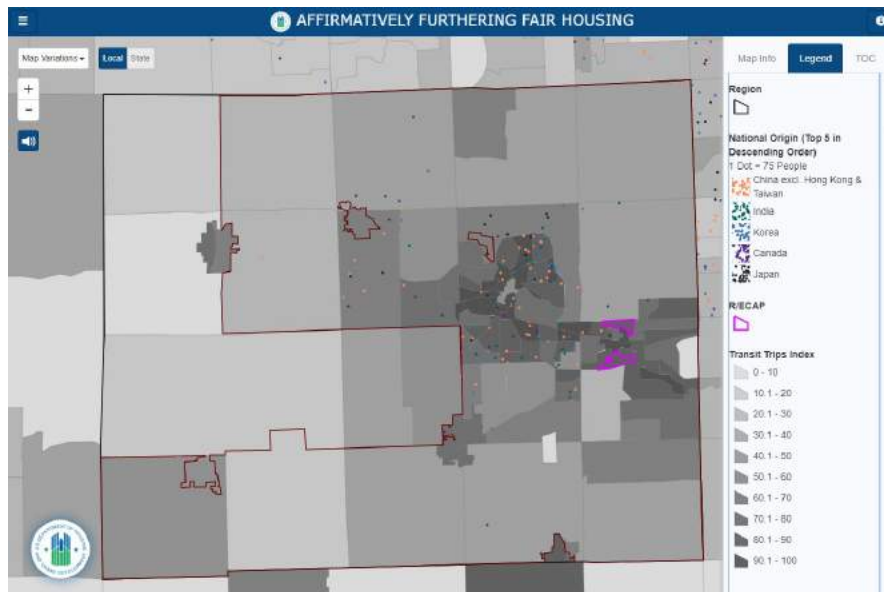 AFFIRMATIVELY FURTHERING FAIR HOUSING
Map Variations
Local State
Map Info Legend TOC
+
-
Region
National Origin (Top 5 in
Descending Order)
1 Dot = 75 People
China excl. Hong Kong &
Taiwan
India
Korea
Canada
Japan
R/ECAP
Transit Trips Index
0 - 10
10.1 - 20
20.1 - 30
30.1 - 40
40.1 - 50
50.1 - 60
60.1 - 70
70.1 - 80
80.1 - 90
90.1 - 100